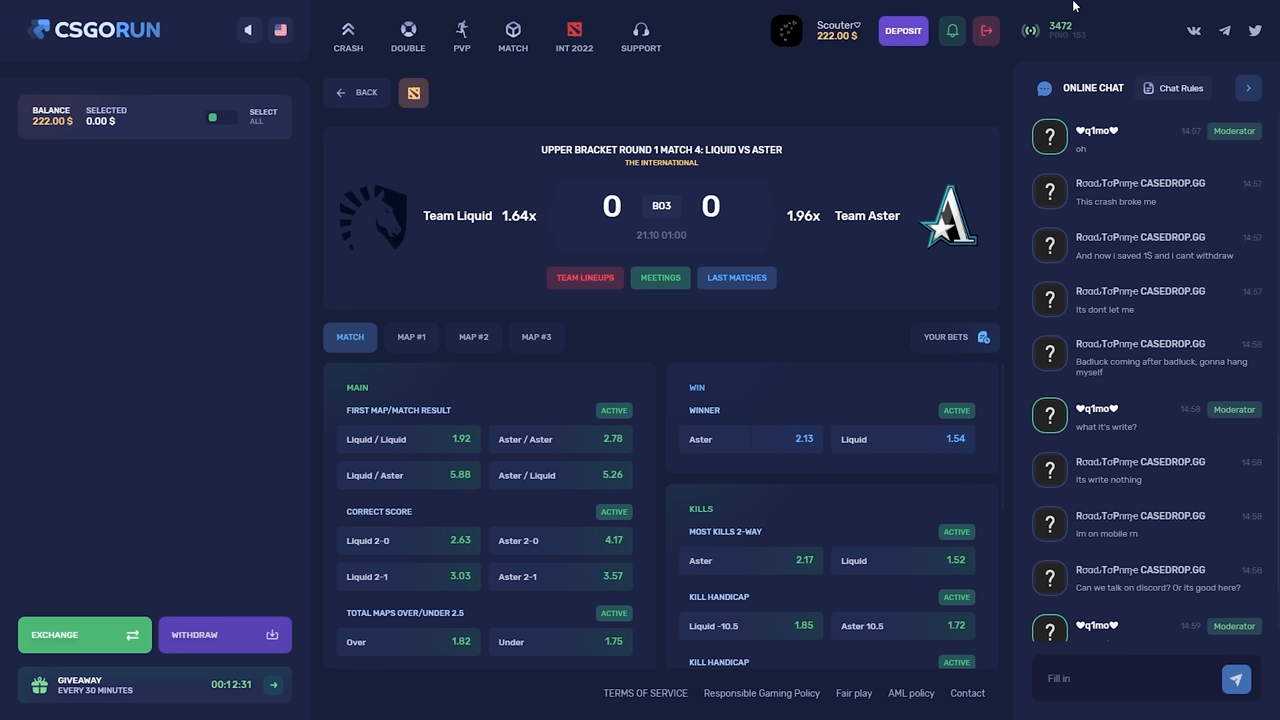 CSGORUN
CRASH
DOUBLE
PVP
MATCH
INT 2022
SUPPORT
Scouter♡
222.00 $
DEPOSIT
3472
PING: 153
BALANCE
222.00 $
SELECTED
0.00 $
SELECT
ALL
EXCHANGE
WITHDRAW
GIVEAWAY
EVERY 30 MINUTES
00:12:31
BACK
UPPER BRACKET ROUND 1 MATCH 4: LIQUID VS ASTER
THE INTERNATIONAL
Team Liquid 1.64x
0 BO3 0
21.10 01:00
1.96x Team Aster
TEAM LINEUPS
MEETINGS
LAST MATCHES
MATCH
MAP #1
MAP #2
MAP #3
YOUR BETS
MAIN
FIRST MAP/MATCH RESULT ACTIVE
Liquid / Liquid 1.92
Aster / Aster 2.78
Liquid / Aster 5.88
Aster / Liquid 5.26
CORRECT SCORE ACTIVE
Liquid 2-0 2.63
Aster 2-0 4.17
Liquid 2-1 3.03
Aster 2-1 3.57
TOTAL MAPS OVER/UNDER 2.5 ACTIVE
Over 1.82
Under 1.75
WIN
WINNER ACTIVE
Aster 2.13
Liquid 1.54
KILLS
MOST KILLS 2-WAY ACTIVE
Aster 2.17
Liquid 1.52
KILL HANDICAP ACTIVE
Liquid -10.5 1.85
Aster 10.5 1.72
KILL HANDICAP ACTIVE
TERMS OF SERVICE
Responsible Gaming Policy
Fair play
AML policy
Contact
ONLINE CHAT
Chat Rules
♥q1mo♥ 14:57 Moderator
oh
CASEDROP.GG 14:57
This crash broke me
CASEDROP.GG 14:57
And now i saved 1$ and i cant withdraw
CASEDROP.GG 14:57
Its dont let me
CASEDROP.GG 14:58
Badluck coming after badluck, gonna hang
myself
♥q1mo♥ 14:58 Moderator
what it's write?
CASEDROP.GG 14:58
Its write nothing
CASEDROP.GG 14:58
Im on mobile rn
CASEDROP.GG 14:58
Can we talk on discord? Or its good here?
♥q1mo♥ 14:59 Moderator
Fill in